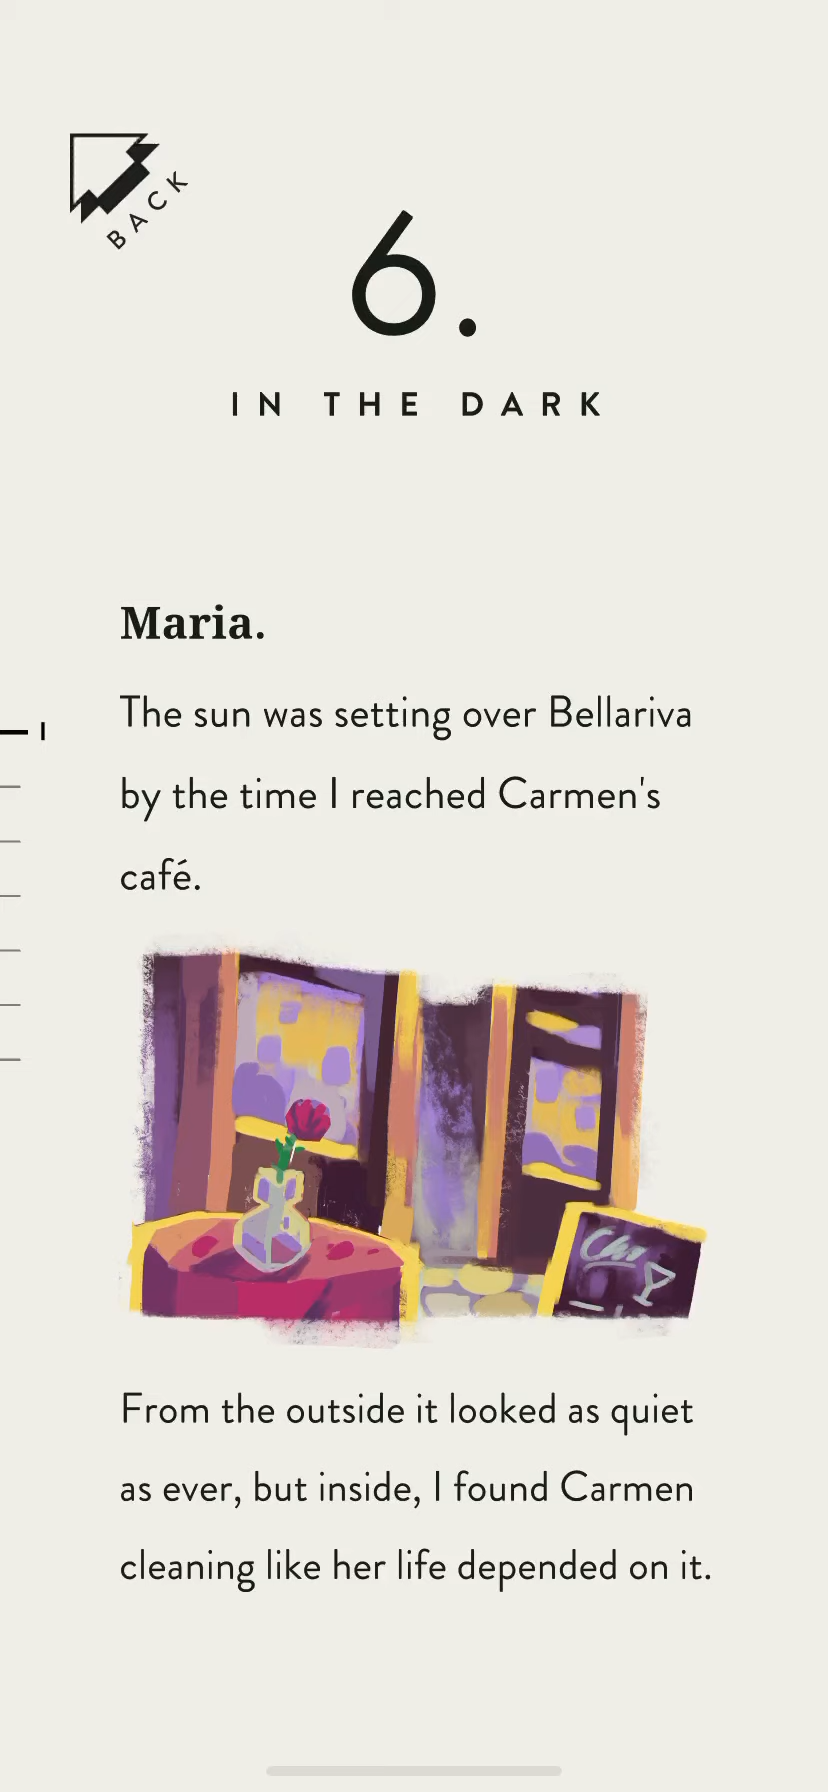 BACK
6.
IN THE DARK
Maria.
The sun was setting over Bellariva
by the time I reached Carmen's
café.
From the outside it looked as quiet
as ever, but inside, I found Carmen
cleaning like her life depended on it.